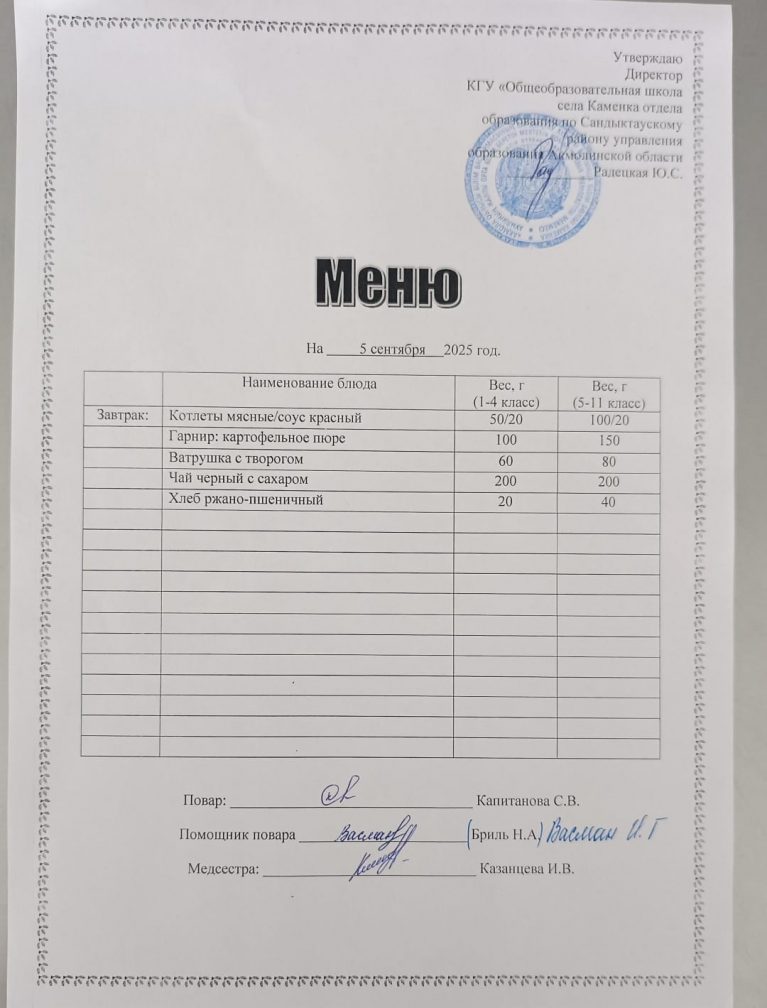 Утверждаю
Директор
КГУ «Общеобразовательная школа
села Каменка отдела
образования по Сандыктаускому
району управления
образования Акмолинской области
Радецкая Ю.С.
Меню
На _____5 сентября___2025 год.
Наименование блюда Вес, г (1-4 класс) Вес, г (5-11 класс)
Завтрак: Котлеты мясные/соус красный 50/20 100/20
Гарнир: картофельное пюре 100 150
Ватрушка с творогом 60 80
Чай черный с сахаром 200 200
Хлеб ржано-пшеничный 20 40
Повар: Капитанова С.В.
Помощник повара Васман (Бриль Н.А.) Васман И.Г
Медсестра: Казанцева И.В.